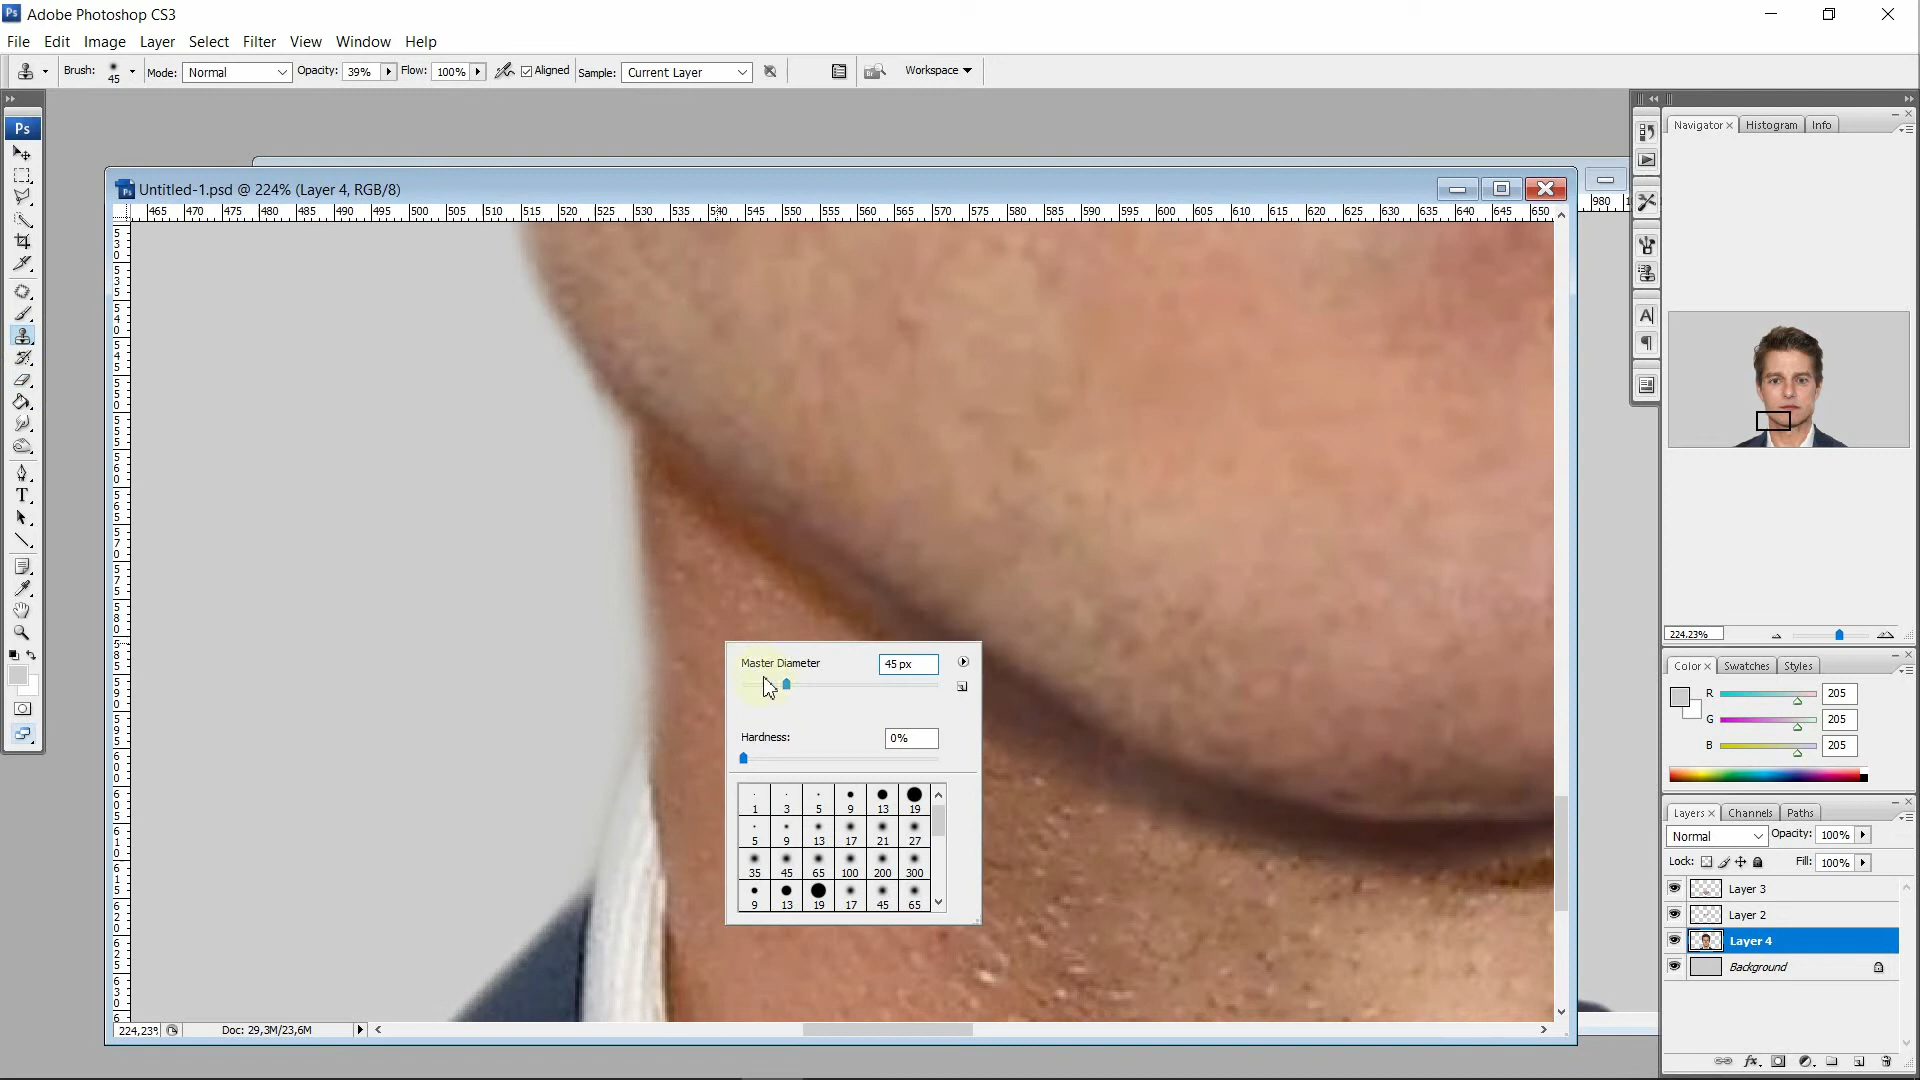 Ps Adobe Photoshop CS3
File Edit Image Layer Select Filter View Window Help
Brush: 45 Mode: Normal Opacity: 39% Flow: 100% Aligned Sample: Current Layer Workspace
Ps
Navigator Histogram Info
Untitled-1.psd @ 224% (Layer 4, RGB/8)
465 470 475 480 485 490 495 500 505 510 515 520 525 530 535 540 545 550 555 560 565 570 575 580 585 590 595 600 605 610 615 620 625 630 635 640 645 650
980
Master Diameter 45 px
Hardness: 0%
1 3 5 9 13 19
5 9 13 17 21 27
35 45 65 100 200 300
9 13 19 17 45 65
224.23%
Color Swatches Styles
R 205
G 205
B 205
Layers Channels Paths
Normal Opacity: 100%
Lock: Fill: 100%
Layer 3
Layer 2
Layer 4
Background
224,23% Doc: 29,3M/23,6M